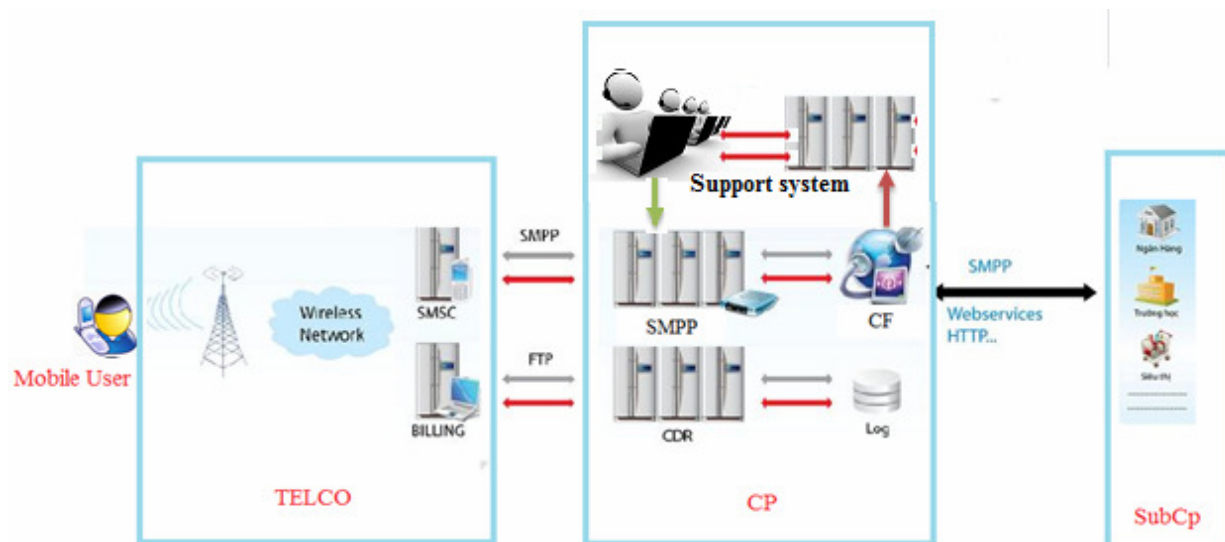 Support system
SMPP
SMSC
Wireless
Network
Mobile User
FTP
BILLING
TELCO
SMPP
CF
CDR
Log
CP
SMPP
Webservices
HTTP...
Ngân Hàng
Trường học
Siêu thị
SubCp